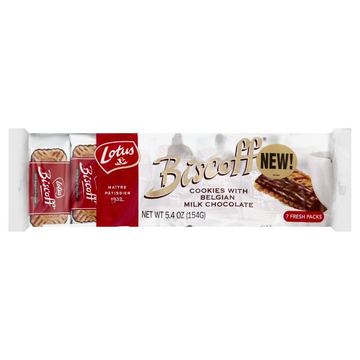 Lotus
Biscoff
Lotus
Biscoff
Lotus
MAÎTRE
PÂTISSIER
1932
Biscoff
COOKIES WITH
BELGIAN
MILK CHOCOLATE
NET WT 5.4 OZ (154G)
NEW!
7 FRESH PACKS